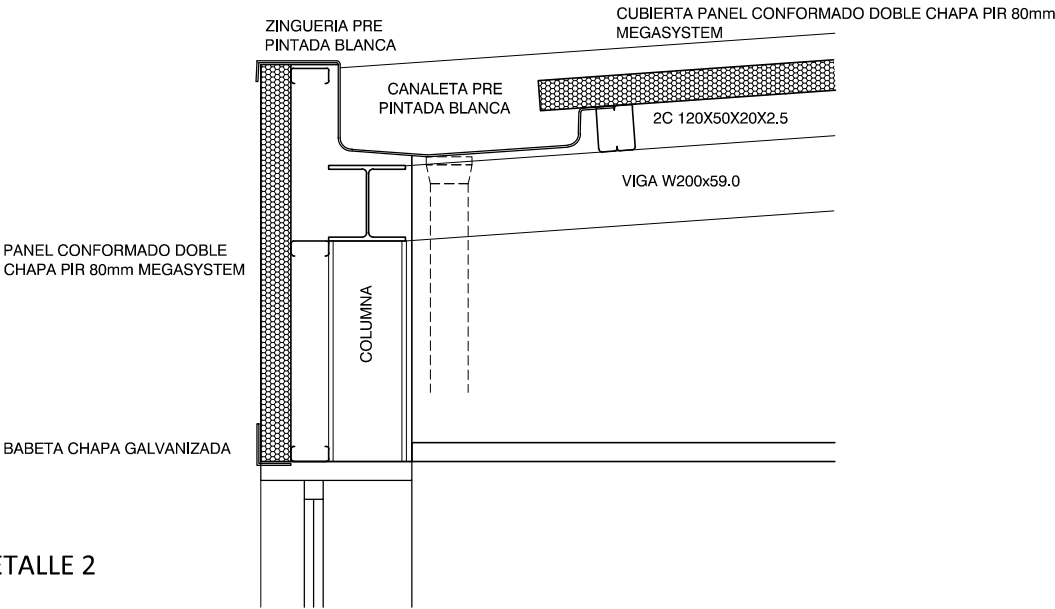 ZINGUERIA PRE
PINTADA BLANCA
CUBIERTA PANEL CONFORMADO DOBLE CHAPA PIR 80mm
MEGASYSTEM
CANALETA PRE
PINTADA BLANCA
2C 120X50X20X2.5
VIGA W200x59.0
PANEL CONFORMADO DOBLE
CHAPA PIR 80mm MEGASYSTEM
COLUMNA
BABETA CHAPA GALVANIZADA
ETALLE 2